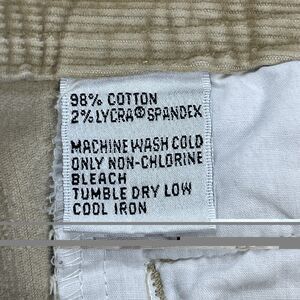 98% COTTON
2% LYCRA® SPANDEX
MACHINE WASH COLD
ONLY NON-CHLORINE
BLEACH
TUMBLE DRY LOW
COOL IRON